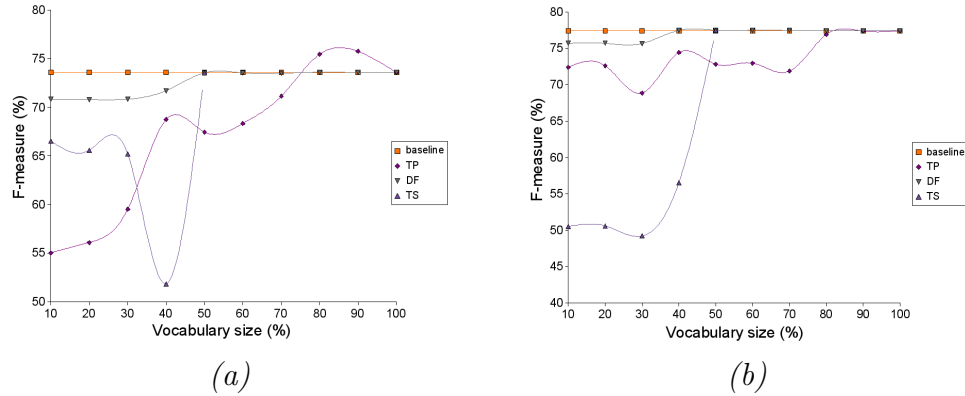 80
75
70
65
60
55
50
F-measure (%)
10 20 30 40 50 60 70 80 90 100
Vocabulary size (%)
baseline
TP
DF
TS
(a)
80
75
70
65
60
55
50
45
40
F-measure (%)
10 20 30 40 50 60 70 80 90 100
Vocabulary size (%)
baseline
TP
DF
TS
(b)